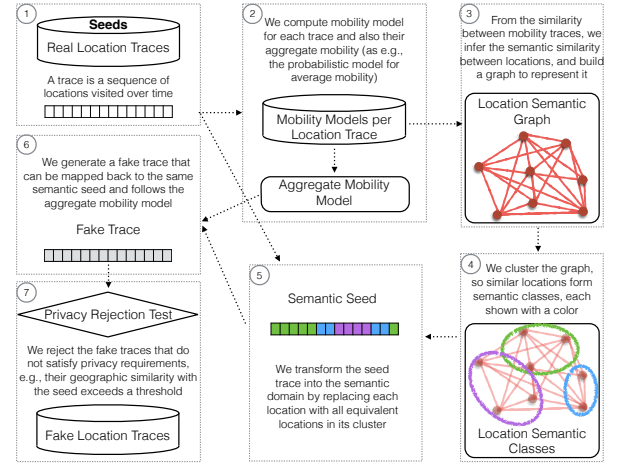 1
Seeds
Real Location Traces
A trace is a sequence of
locations visited over time
2
We compute mobility model
for each trace and also their
aggregate mobility (as e.g.,
the probabilistic model for
average mobility)
Mobility Models per
Location Trace
Aggregate Mobility
Model
3
From the similarity
between mobility traces, we
infer the semantic similarity
between locations, and build
a graph to represent it
Location Semantic
Graph
4
We cluster the graph,
so similar locations form
semantic classes, each
shown with a color
Location Semantic
Classes
5
Semantic Seed
We transform the seed
trace into the semantic
domain by replacing each
location with all equivalent
locations in its cluster
6
We generate a fake trace that
can be mapped back to the same
semantic seed and follows the
aggregate mobility model
Fake Trace
7
Privacy Rejection Test
We reject the fake traces that do
not satisfy privacy requirements,
e.g., their geographic similarity with
the seed exceeds a threshold
Fake Location Traces